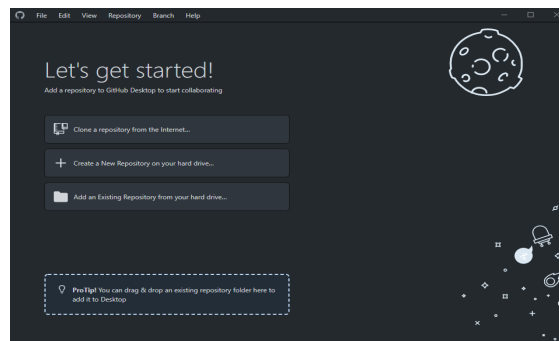 File Edit View Repository Branch Help
Let's get started!
Add a repository to GitHub Desktop to start collaborating
Clone a repository from the Internet...
Create a New Repository on your hard drive...
Add an Existing Repository from your hard drive...
ProTip! You can drag & drop an existing repository folder here to
add it to Desktop